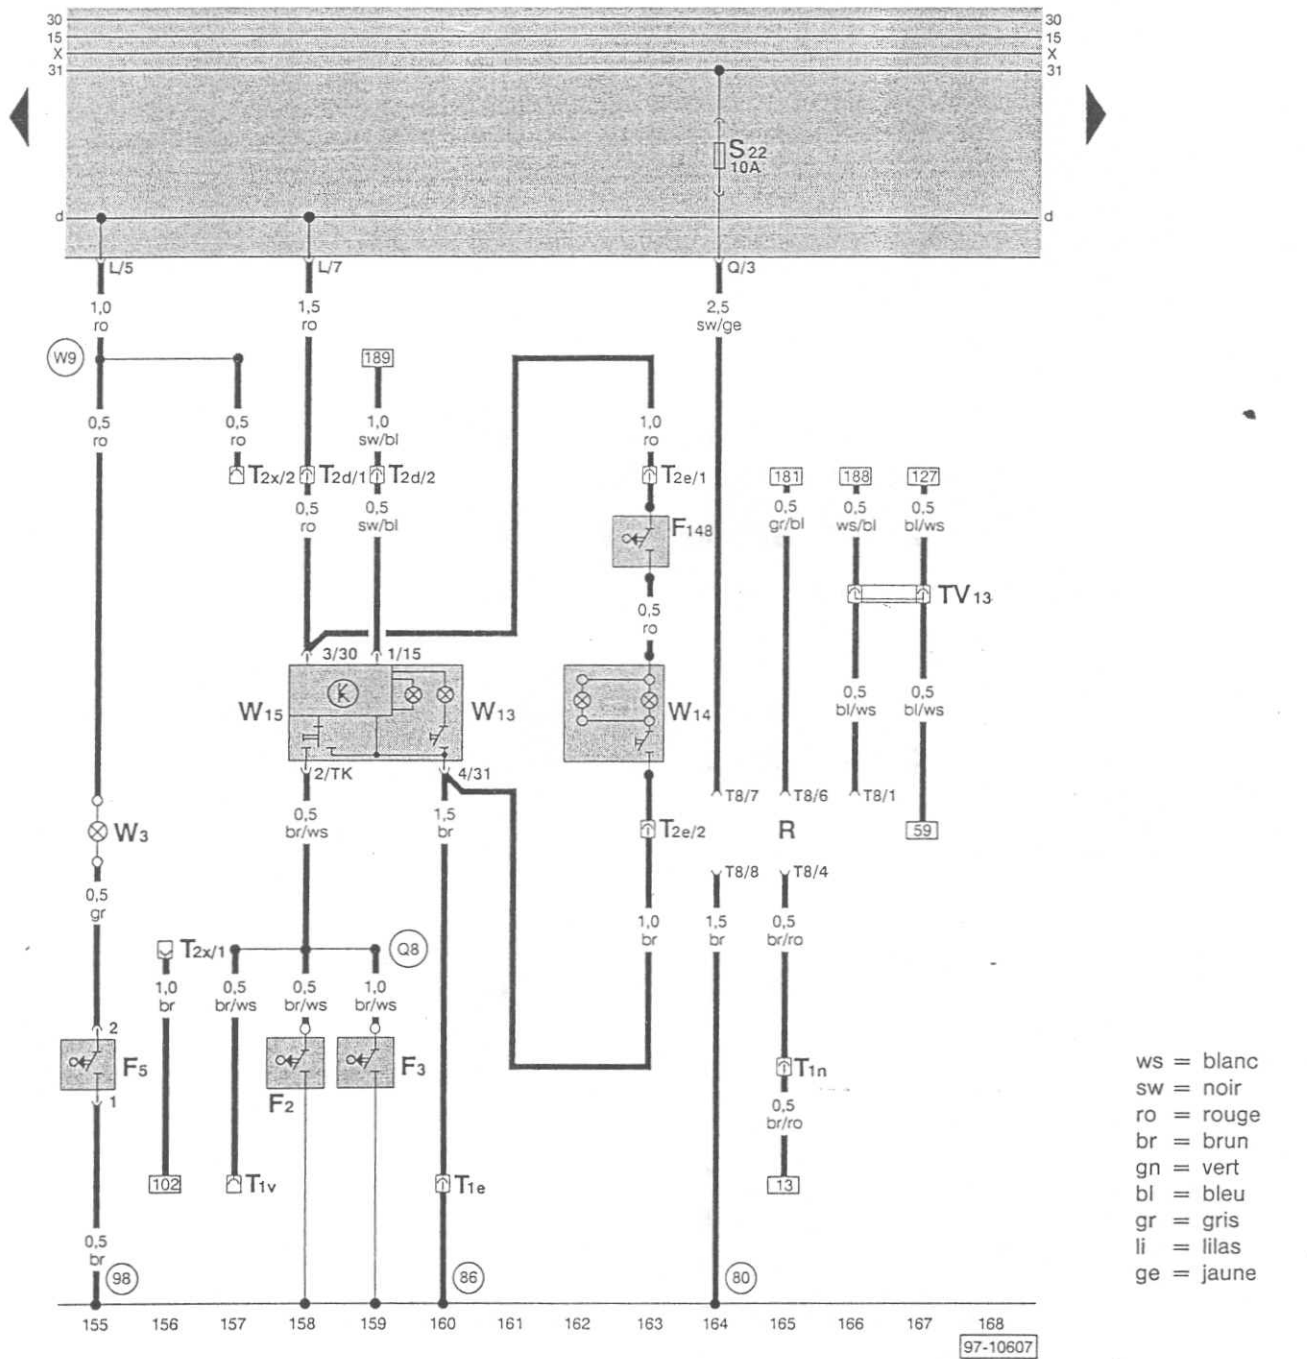 30 30
15 15
X X
31 31
S22
10A
d d
L/5 L/7 Q/3
1,0 1,5 2,5
ro ro sw/ge
W9 189
0,5 0,5 1,0 1,0
ro ro sw/bl ro
T2x/2 T2d/1 T2d/2 T2e/1 181 188 127
0,5 0,5 0,5 0,5 0,5
ro sw/bl gr/bl ws/bl bl/ws
F148
TV13
0,5
ro
3/30 1/15
K
0,5 0,5
bl/ws bl/ws
W15 W13 W14
2/TK 4/31
T8/7 T8/6 T8/1
0,5 1,5
br/ws br
W3 T2e/2 R 59
T8/8 T8/4
0,5
gr
1,0 1,5 0,5
br br br/ro
T2x/1 Q8
1,0 0,5 0,5 1,0
br br/ws br/ws br/ws
2
F5 F2 F3 T1n
1
0,5
br/ro
102 T1v T1e 13
0,5
br
98 86 80
155 156 157 158 159 160 161 162 163 164 165 166 167 168
97-10607
ws = blanc
sw = noir
ro = rouge
br = brun
gn = vert
bl = bleu
gr = gris
li = lilas
ge = jaune